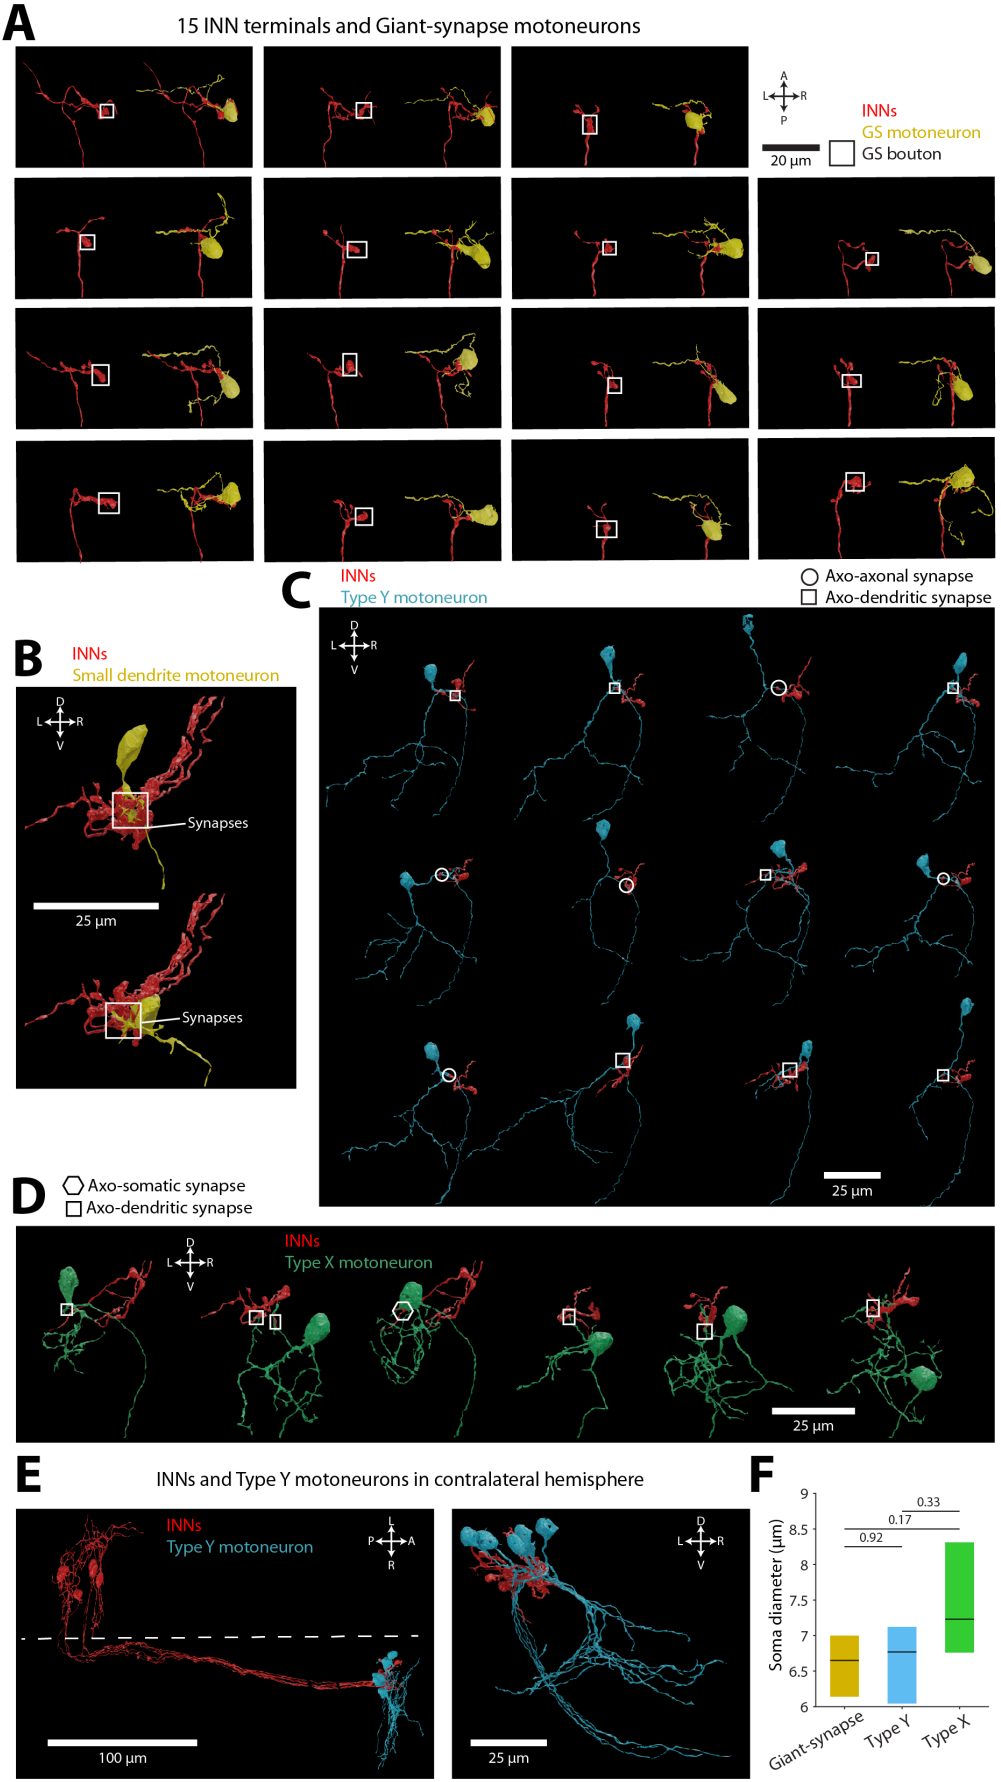 A
15 INN terminals and Giant-synapse motoneurons
A
L R
P
20 µm
INNs
GS motoneuron
GS bouton
B
INNs
Small dendrite motoneuron
D
L R
V
Synapses
25 µm
Synapses
C
INNs
Type Y motoneuron
Axo-axonal synapse
Axo-dendritic synapse
D
L R
V
25 µm
D
Axo-somatic synapse
Axo-dendritic synapse
D
L R
V
INNs
Type X motoneuron
25 µm
E
INNs and Type Y motoneurons in contralateral hemisphere
INNs
Type Y motoneuron
L
P A
R
100 µm
D
L R
V
25 µm
F
Soma diameter (µm)
9
8.5
8
7.5
7
6.5
6
0.33
0.17
0.92
Giant-synapse
Type Y
Type X